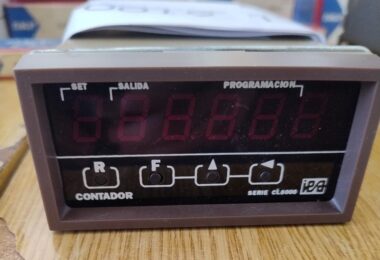 SET SALIDA PROGRAMACION
R F
CONTADOR SERIE CL8000